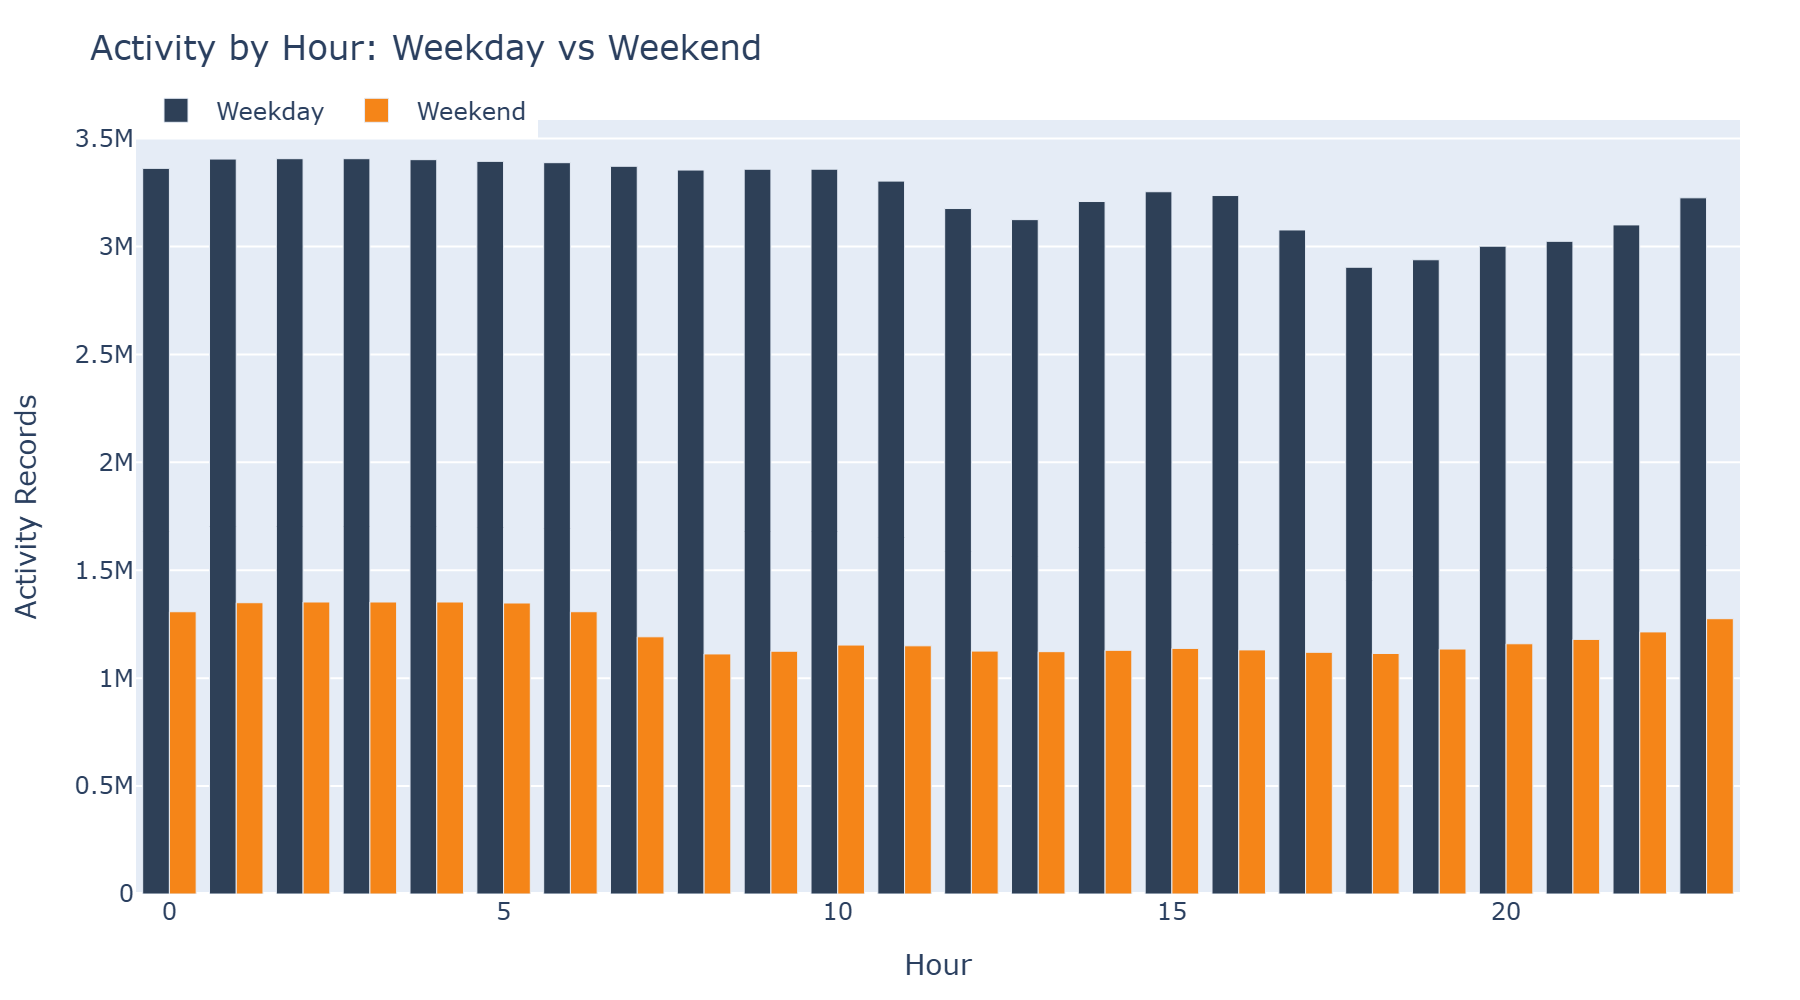 Activity by Hour: Weekday vs Weekend
Weekday
Weekend
3.5M
3M
2.5M
2M
1.5M
1M
0.5M
0
Activity Records
0
5
10
15
20
Hour